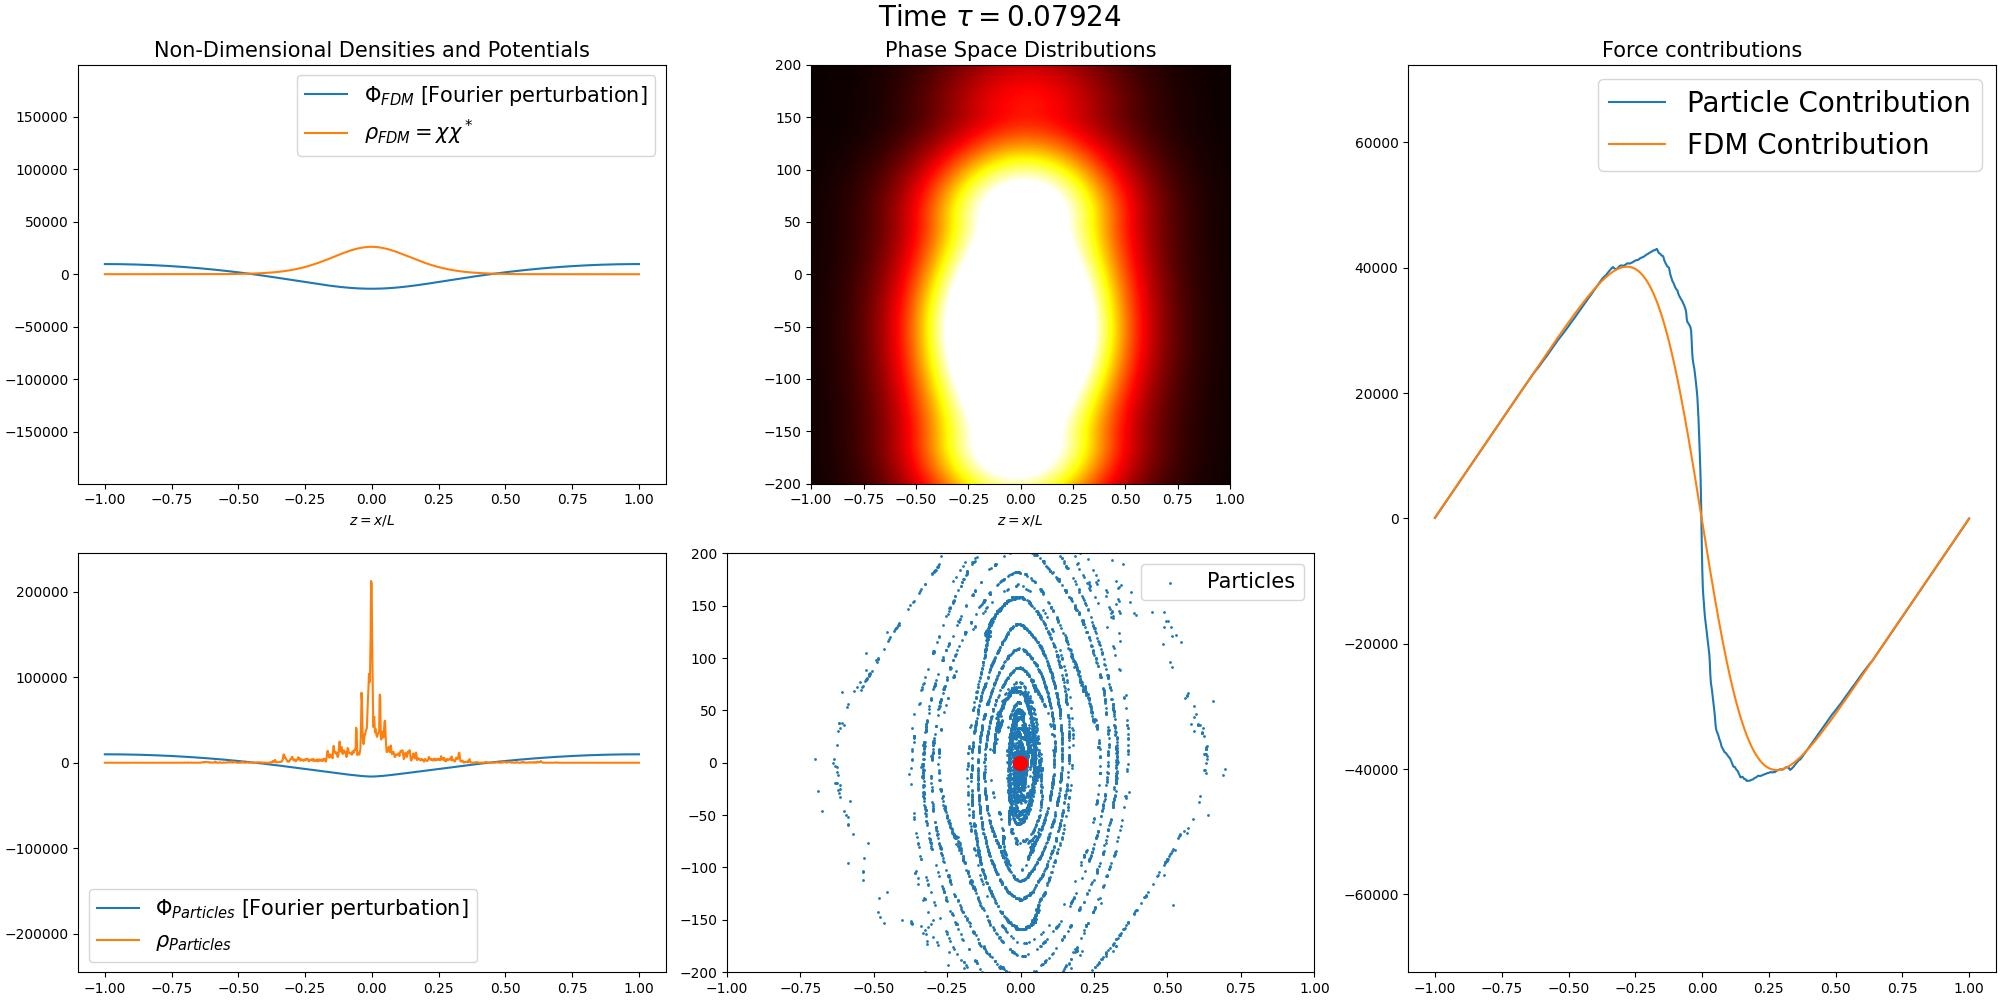 Time τ = 0.07924
Non-Dimensional Densities and Potentials
Φ_FDM [Fourier perturbation]
ρ_FDM = χχ*
150000
100000
50000
0
−50000
−100000
−150000
−1.00 −0.75 −0.50 −0.25 0.00 0.25 0.50 0.75 1.00
z = x/L
Phase Space Distributions
200
150
100
50
0
−50
−100
−150
−200
−1.00 −0.75 −0.50 −0.25 0.00 0.25 0.50 0.75 1.00
z = x/L
Force contributions
Particle Contribution
FDM Contribution
60000
40000
20000
0
−20000
−40000
−60000
−1.00 −0.75 −0.50 −0.25 0.00 0.25 0.50 0.75 1.00
200000
100000
0
−100000
−200000
Φ_Particles [Fourier perturbation]
ρ_Particles
−1.00 −0.75 −0.50 −0.25 0.00 0.25 0.50 0.75 1.00
Particles
200
150
100
50
0
−50
−100
−150
−200
−1.00 −0.75 −0.50 −0.25 0.00 0.25 0.50 0.75 1.00